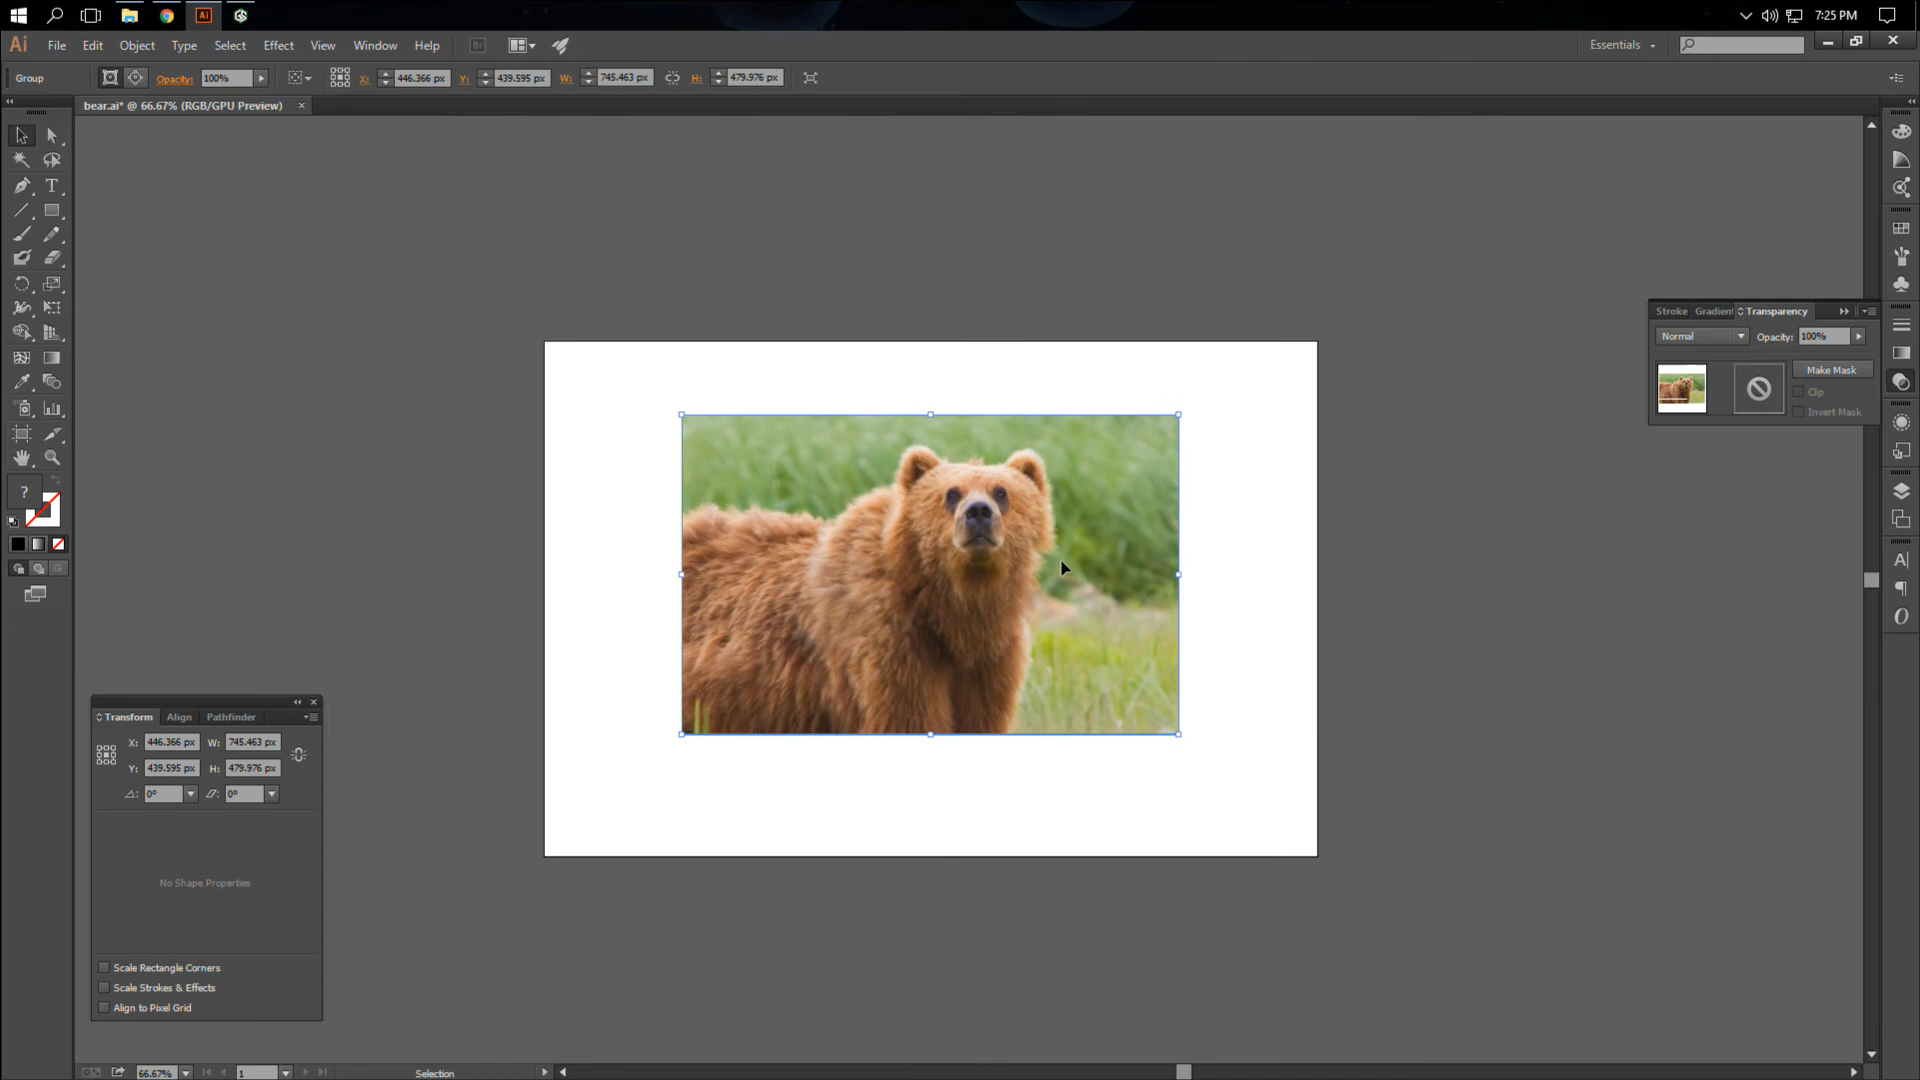 7:25 PM
Ai File Edit Object Type Select Effect View Window Help Br Essentials
Group Opacity: 100% X: 446.366 px Y: 439.595 px W: 745.463 px H: 479.976 px
bear.ai* @ 66.67% (RGB/GPU Preview)
Stroke Gradient Transparency
Normal Opacity: 100%
Make Mask
Clip
Invert Mask
Transform Align Pathfinder
X: 446.366 px W: 745.463 px
Y: 439.595 px H: 479.976 px
0° 0°
No Shape Properties
Scale Rectangle Corners
Scale Strokes & Effects
Align to Pixel Grid
66.67% 1 Selection